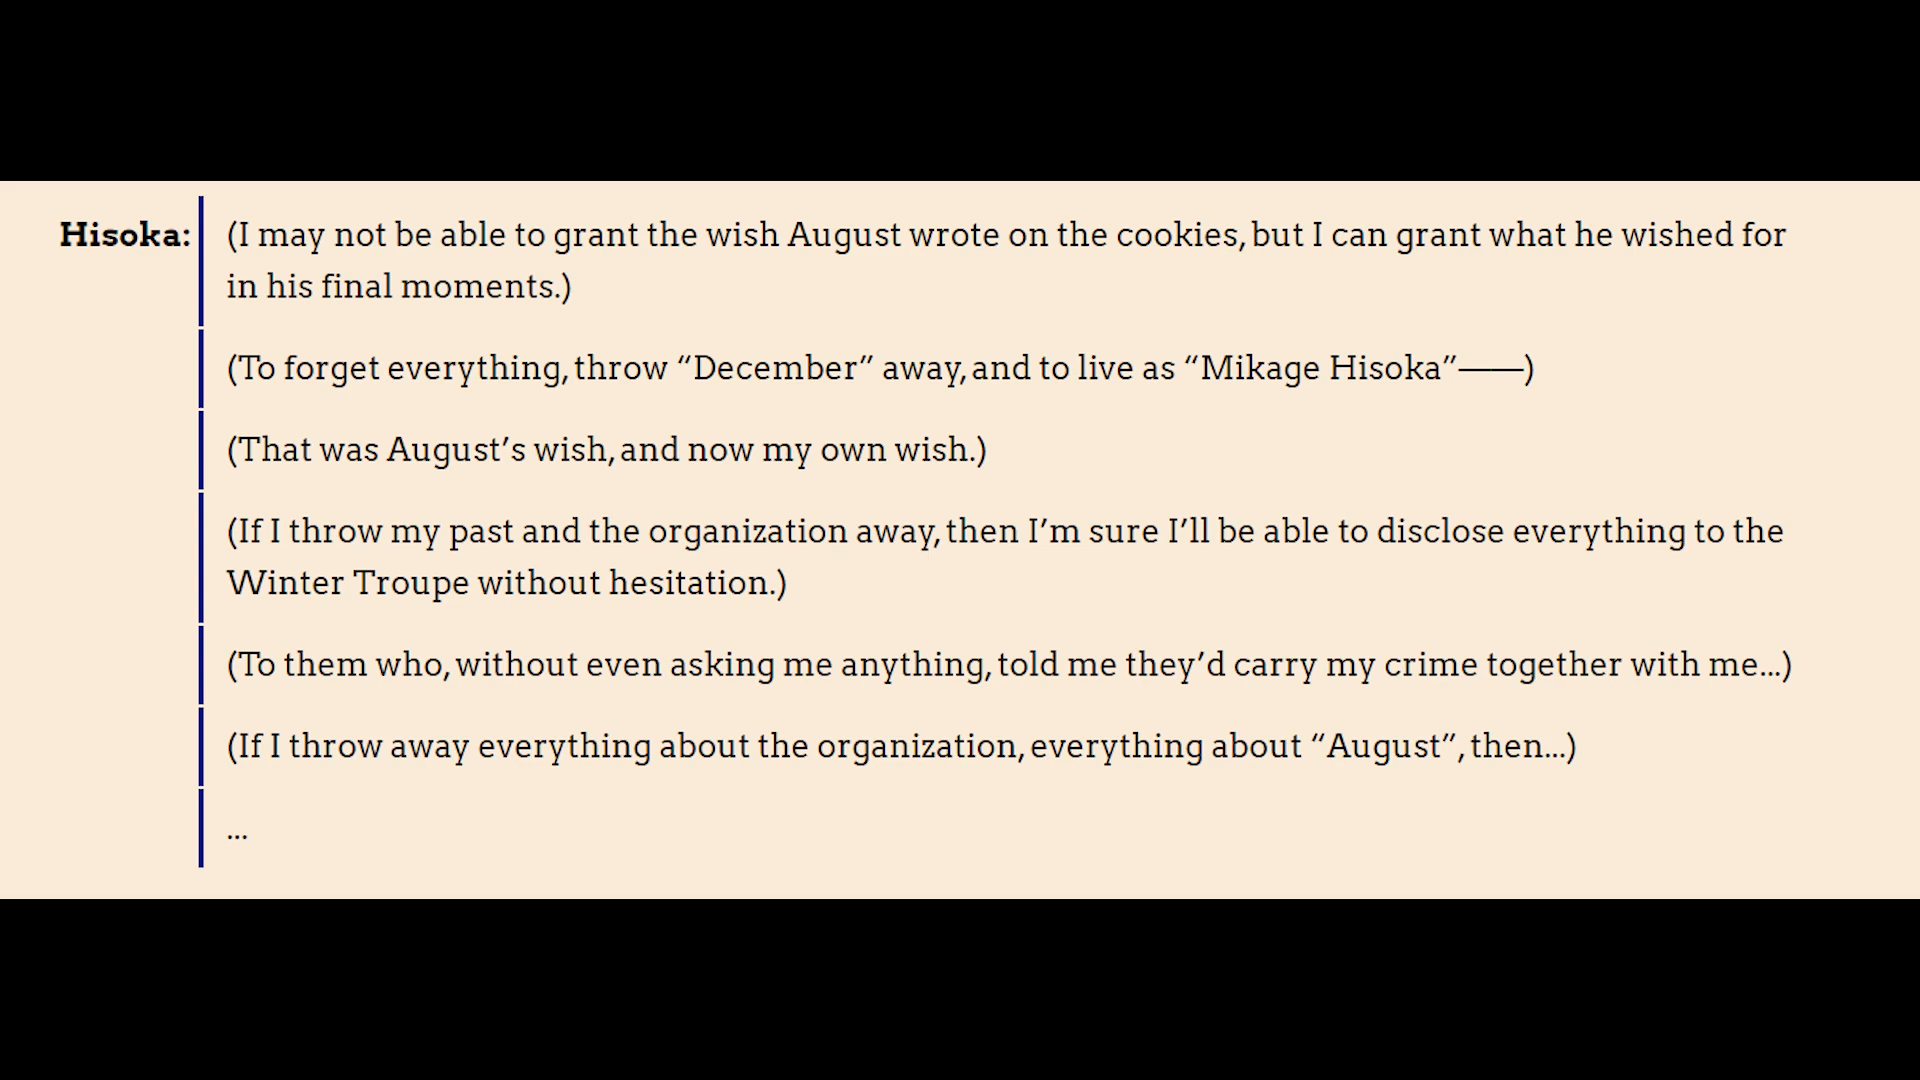 Hisoka: (I may not be able to grant the wish August wrote on the cookies, but I can grant what he wished for
in his final moments.)
(To forget everything, throw “December” away, and to live as “Mikage Hisoka”——)
(That was August’s wish, and now my own wish.)
(If I throw my past and the organization away, then I’m sure I’ll be able to disclose everything to the
Winter Troupe without hesitation.)
(To them who, without even asking me anything, told me they’d carry my crime together with me...)
(If I throw away everything about the organization, everything about “August”, then...)
...